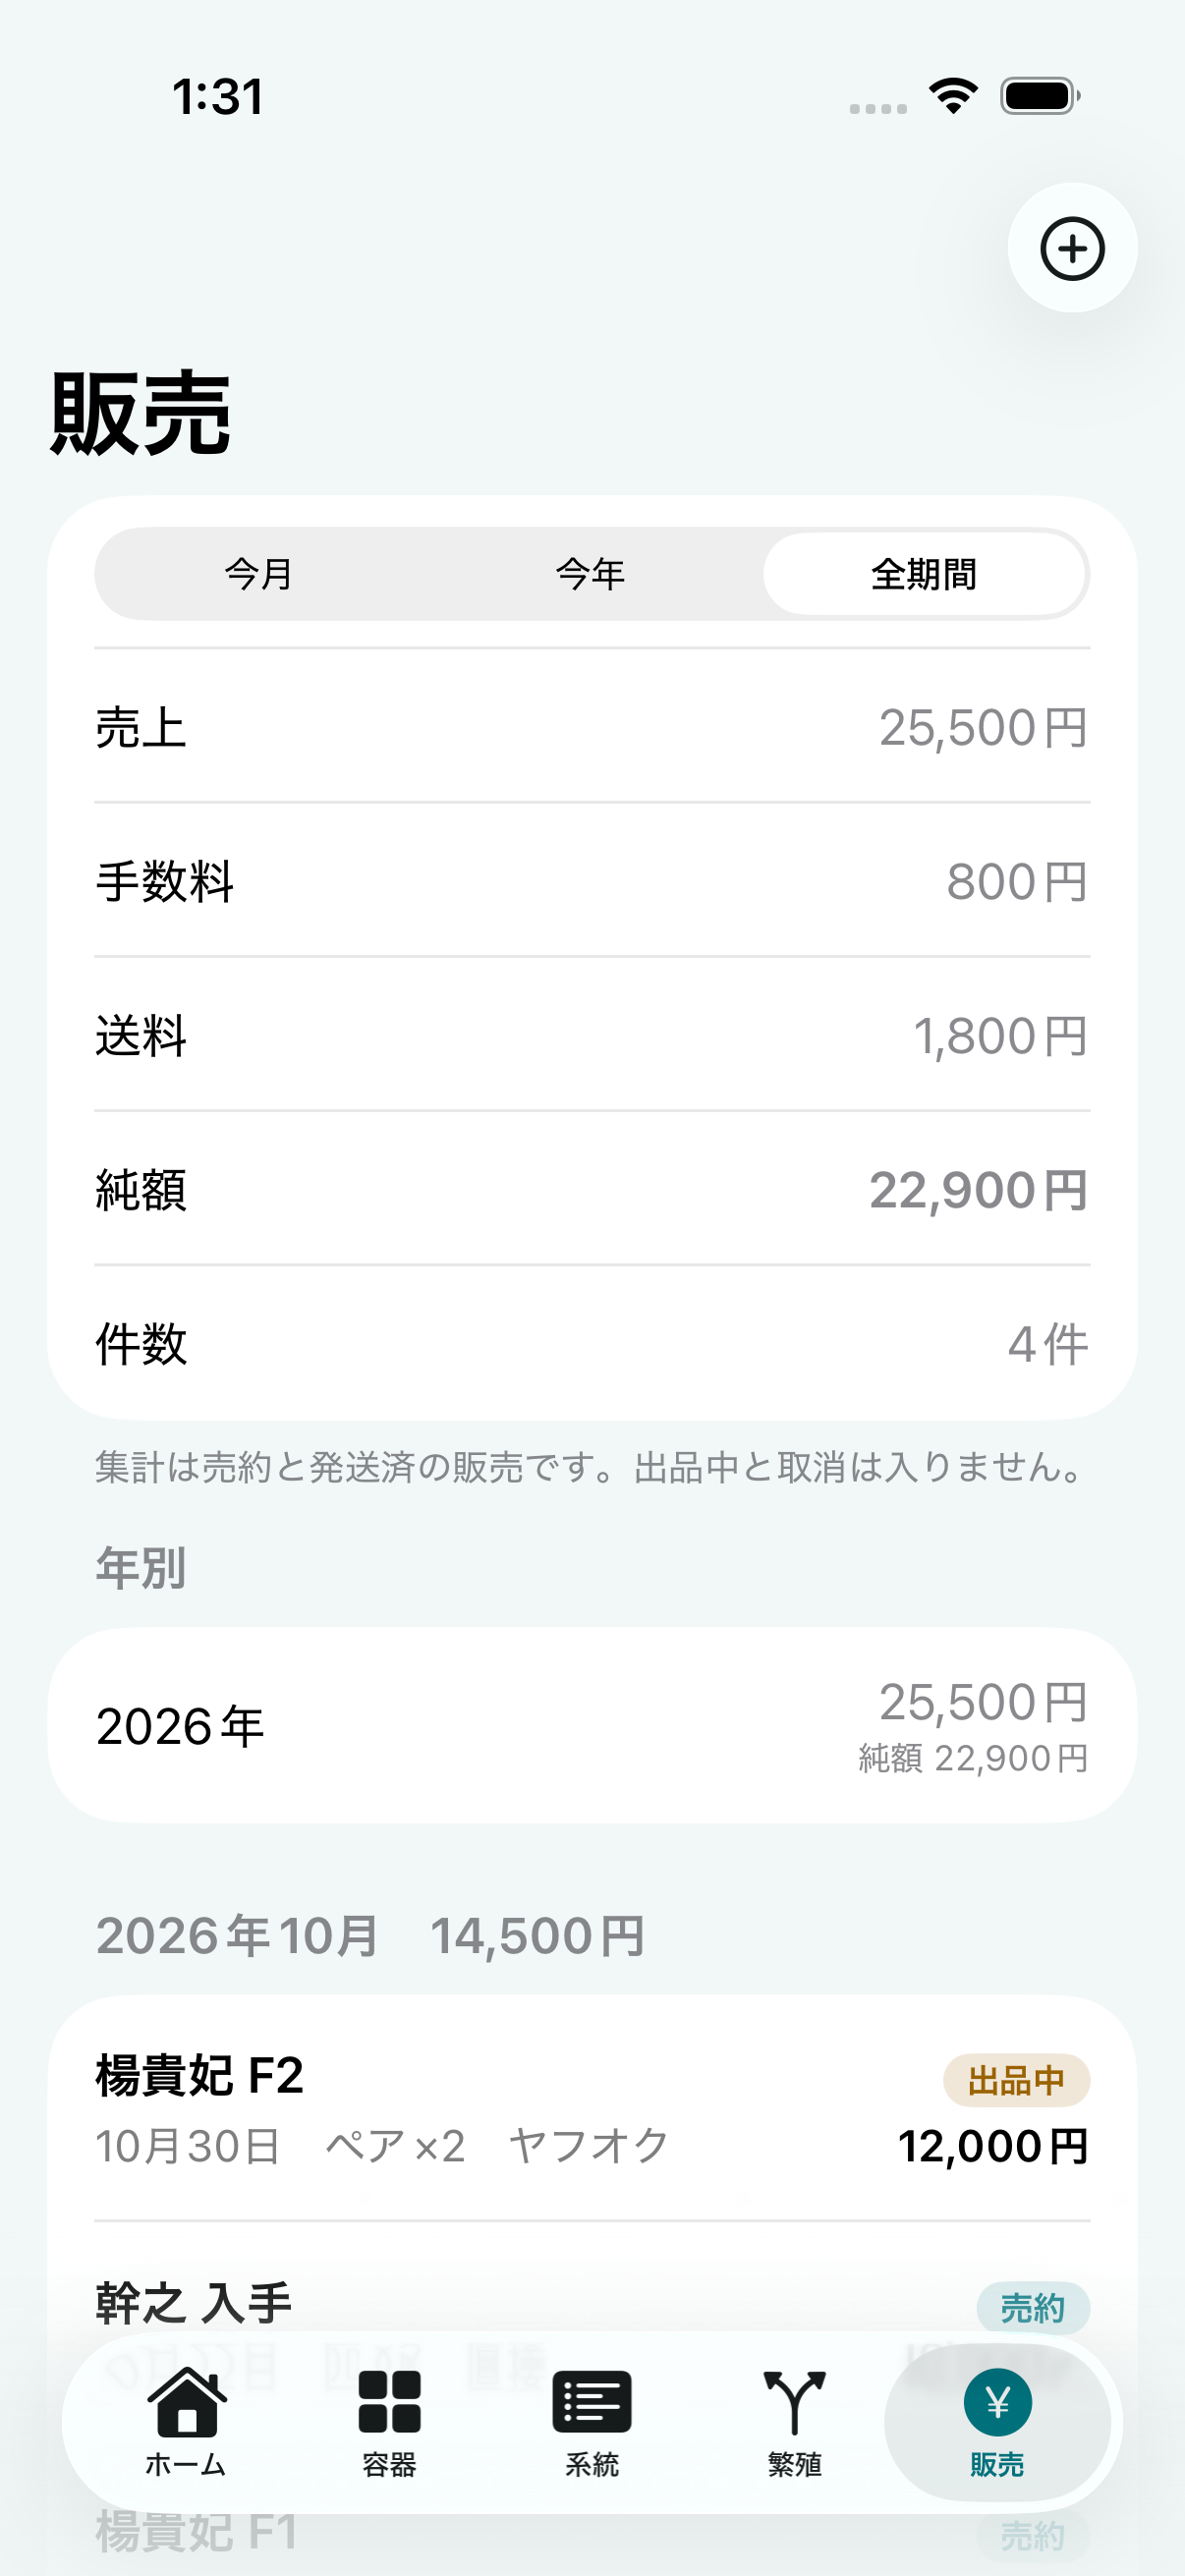 1:31
販売
今月 今年 全期間
売上 25,500円
手数料 800円
送料 1,800円
純額 22,900円
件数 4件
集計は売約と発送済の販売です。出品中と取消は入りません。
年別
2026年 25,500円
純額 22,900円
2026年10月 14,500円
楊貴妃 F2 出品中
10月30日 ペア×2 ヤフオク 12,000円
幹之 入手 売約
ホーム 容器 系統 繁殖 販売
楊貴妃 F1 売約